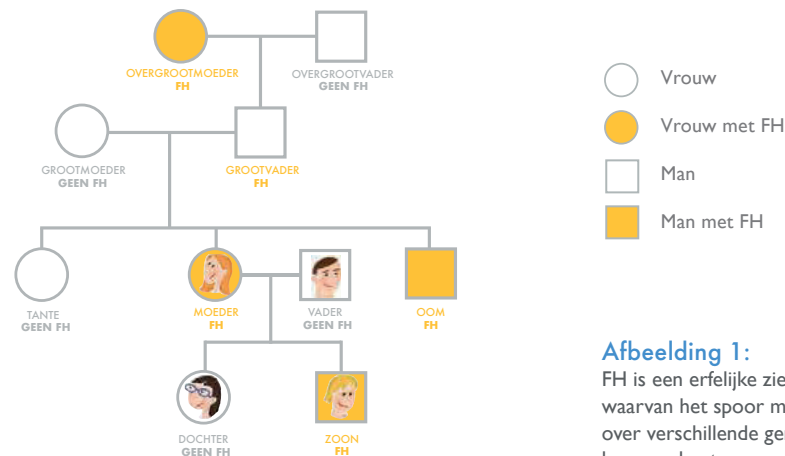 OVERGROOTMOEDER
FH
OVERGROOTVADER
GEEN FH
GROOTMOEDER
GEEN FH
GROOTVADER
FH
TANTE
GEEN FH
MOEDER
FH
VADER
GEEN FH
OOM
FH
DOCHTER
GEEN FH
ZOON
FH
Vrouw
Vrouw met FH
Man
Man met FH
Afbeelding 1:
FH is een erfelijke zie
waarvan het spoor m
over verschillende ge